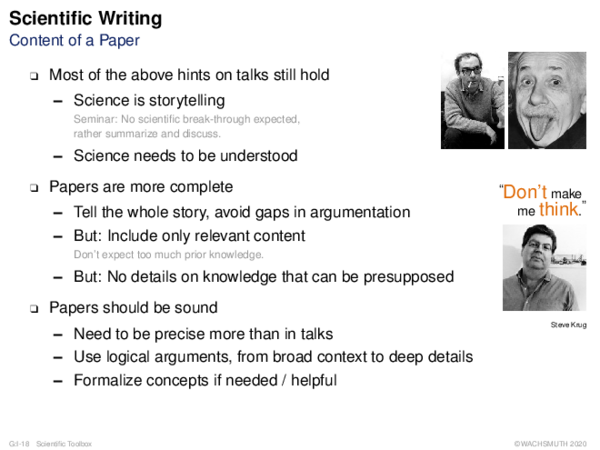 Scientific Writing
Content of a Paper
❑ Most of the above hints on talks still hold
– Science is storytelling
Seminar: No scientific break-through expected,
rather summarize and discuss.
– Science needs to be understood
❑ Papers are more complete
– Tell the whole story, avoid gaps in argumentation
– But: Include only relevant content
Don't expect too much prior knowledge.
– But: No details on knowledge that can be presupposed
❑ Papers should be sound
– Need to be precise more than in talks
– Use logical arguments, from broad context to deep details
– Formalize concepts if needed / helpful
“Don't make
me think.”
Steve Krug
G:I-18 Scientific Toolbox
©WACHSMUTH 2020